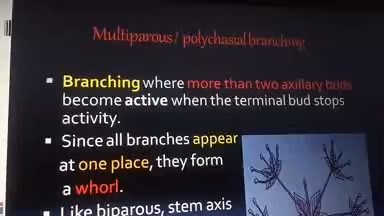 Multiparous / polychasial branching
▪ Branching where more than two axillary buds
become active when the terminal bud stops
activity.
▪ Since all branches appear
at one place, they form
a whorl.
▪ Like biparous, stem axis